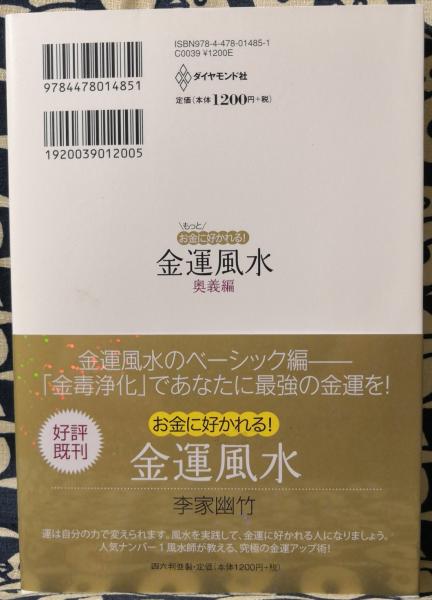 ISBN978-4-478-01485-1
C0039 ¥1200E
ダイヤモンド社
定価(本体1200円+税)
9784478014851
1920039012005
\もっと/
お金に好かれる!
金運風水
奥義編
金運風水のベーシック編――
「金毒浄化」であなたに最強の金運を!
好評
既刊
お金に好かれる!
金運風水
李家幽竹
運は自分の力で変えられます。風水を実践して、金運に好かれる人になりましょう。
人気ナンバー1風水師が教える、究極の金運アップ術!
四六判並製・定価(本体1200円+税)